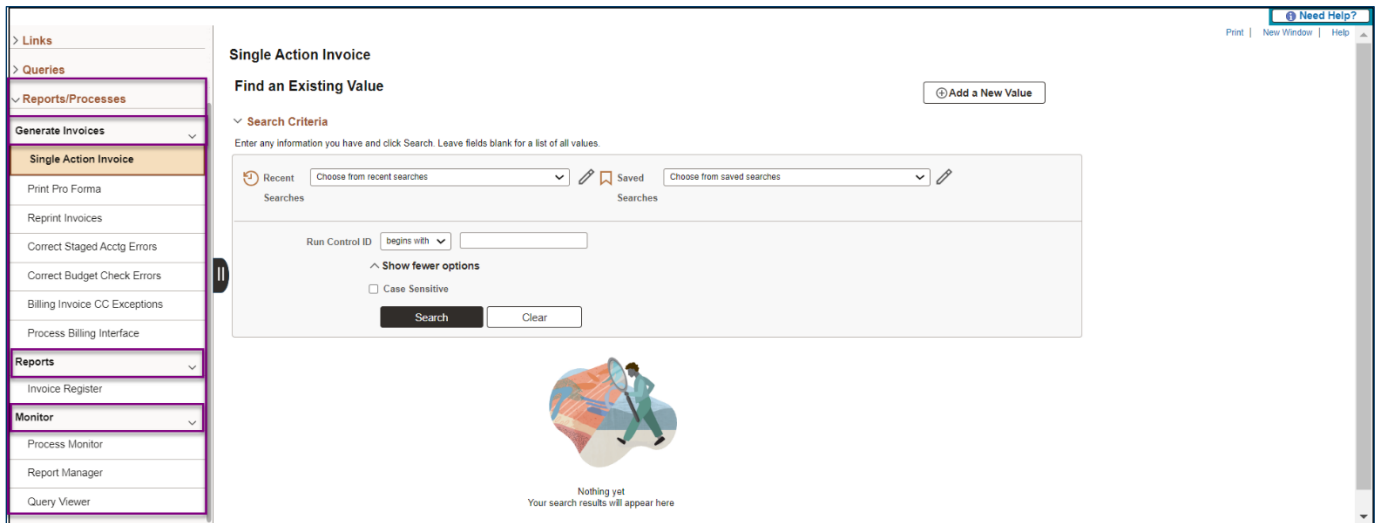 Need Help?
Print | New Window | Help
Links
Queries
Reports/Processes
Generate Invoices
Single Action Invoice
Print Pro Forma
Reprint Invoices
Correct Staged Acctg Errors
Correct Budget Check Errors
Billing Invoice CC Exceptions
Process Billing Interface
Reports
Invoice Register
Monitor
Process Monitor
Report Manager
Query Viewer
Single Action Invoice
Find an Existing Value
Add a New Value
Search Criteria
Enter any information you have and click Search. Leave fields blank for a list of all values.
Recent Searches
Choose from recent searches
Saved Searches
Choose from saved searches
Run Control ID
begins with
Show fewer options
Case Sensitive
Search
Clear
Nothing yet
Your search results will appear here